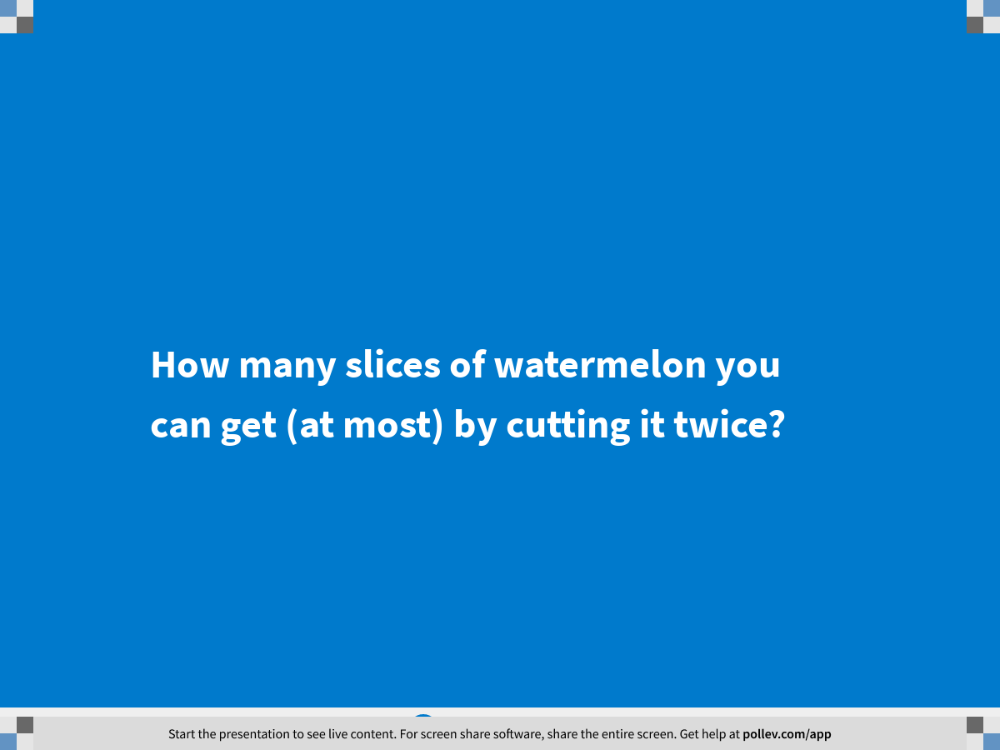 How many slices of watermelon you
can get (at most) by cutting it twice?
Start the presentation to see live content. For screen share software, share the entire screen. Get help at pollev.com/app